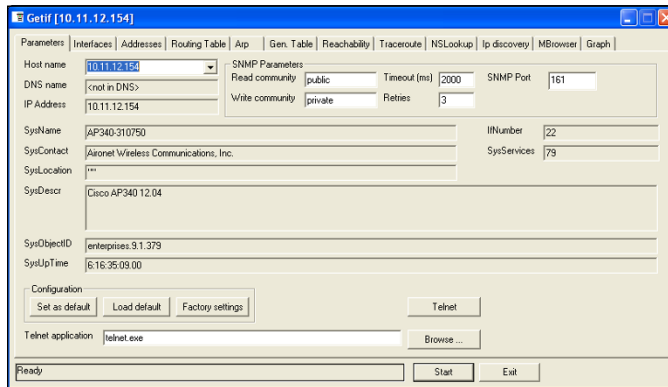 Getif [10.11.12.154]
Parameters Interfaces Addresses Routing Table Arp Gen. Table Reachability Traceroute NSLookup Ip discovery MBrowser Graph
Host name 10.11.12.154
DNS name <not in DNS>
IP Address 10.11.12.154
SNMP Parameters
Read community public Timeout (ms) 2000 SNMP Port 161
Write community private Retries 3
SysName AP340-310750 IfNumber 22
SysContact Aironet Wireless Communications, Inc. SysServices 79
SysLocation ""
SysDescr Cisco AP340 12.04
SysObjectID enterprises.9.1.379
SysUpTime 6:16:35:09.00
Configuration
Set as default Load default Factory settings Telnet
Telnet application telnet.exe Browse ...
Ready Start Exit